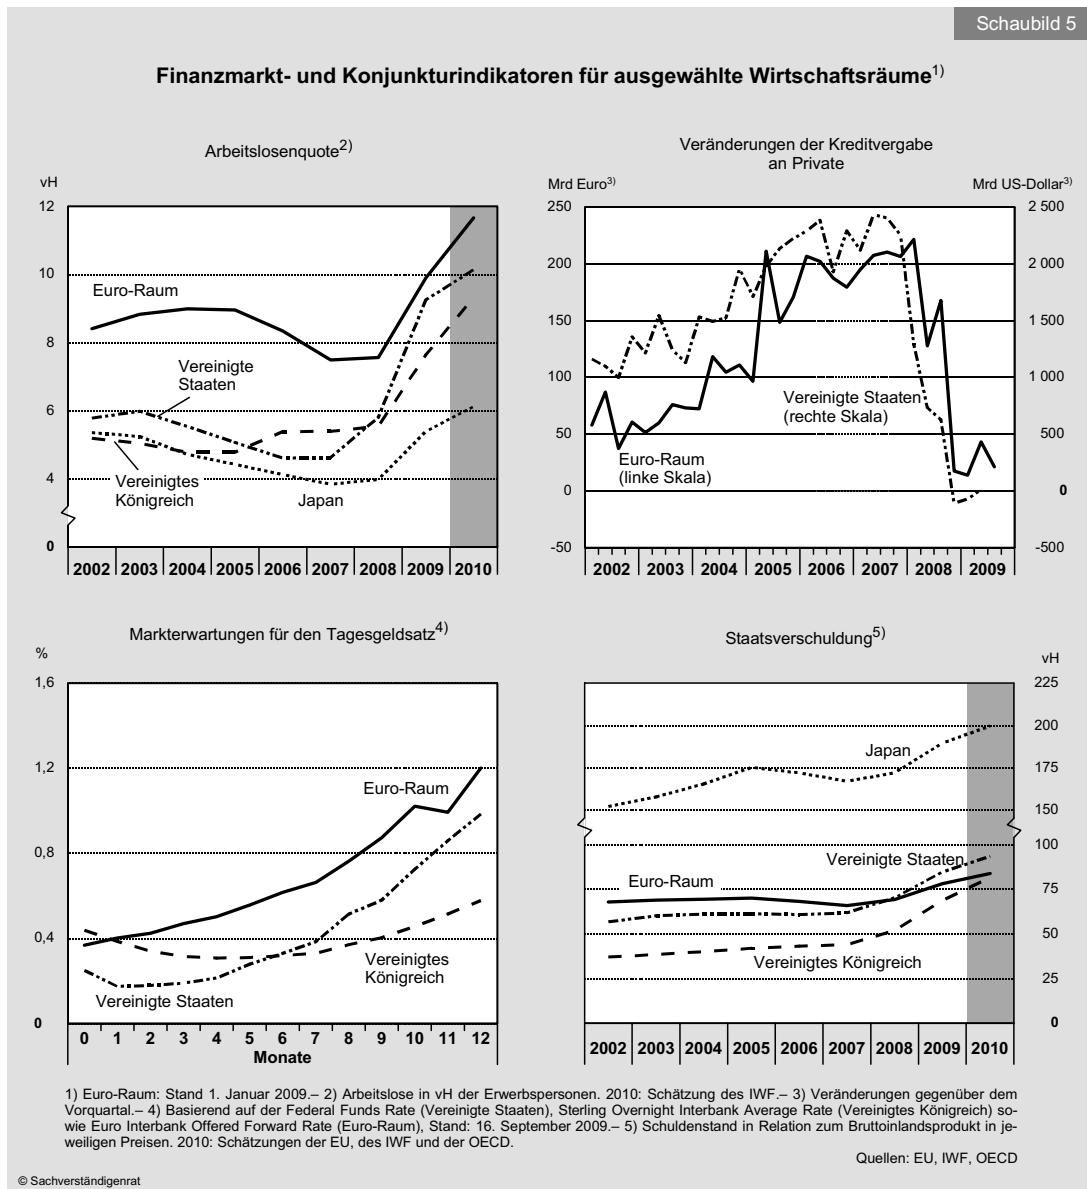 Schaubild 5
Finanzmarkt- und Konjunkturindikatoren für ausgewählte Wirtschaftsräume1)
Arbeitslosenquote2)
vH
12
10
8
6
4
0
Euro-Raum
Vereinigte
Staaten
Vereinigtes
Königreich
Japan
2002 2003 2004 2005 2006 2007 2008 2009 2010
Veränderungen der Kreditvergabe
an Private
Mrd Euro3)
Mrd US-Dollar3)
250
200
150
100
50
0
-50
2 500
2 000
1 500
1 000
500
0
-500
Vereinigte Staaten
(rechte Skala)
Euro-Raum
(linke Skala)
2002 2003 2004 2005 2006 2007 2008 2009
Markterwartungen für den Tagesgeldsatz4)
%
1,6
1,2
0,8
0,4
0
Euro-Raum
Vereinigtes
Königreich
Vereinigte Staaten
0 1 2 3 4 5 6 7 8 9 10 11 12
Monate
Staatsverschuldung5)
vH
225
200
175
150
100
75
50
25
0
Japan
Vereinigte Staaten
Euro-Raum
Vereinigtes Königreich
2002 2003 2004 2005 2006 2007 2008 2009 2010
1) Euro-Raum: Stand 1. Januar 2009.– 2) Arbeitslose in vH der Erwerbspersonen. 2010: Schätzung des IWF.– 3) Veränderungen gegenüber dem
Vorquartal.– 4) Basierend auf der Federal Funds Rate (Vereinigte Staaten), Sterling Overnight Interbank Average Rate (Vereinigtes Königreich) so-
wie Euro Interbank Offered Forward Rate (Euro-Raum), Stand: 16. September 2009.– 5) Schuldenstand in Relation zum Bruttoinlandsprodukt in je-
weiligen Preisen. 2010: Schätzungen der EU, des IWF und der OECD.
Quellen: EU, IWF, OECD
© Sachverständigenrat